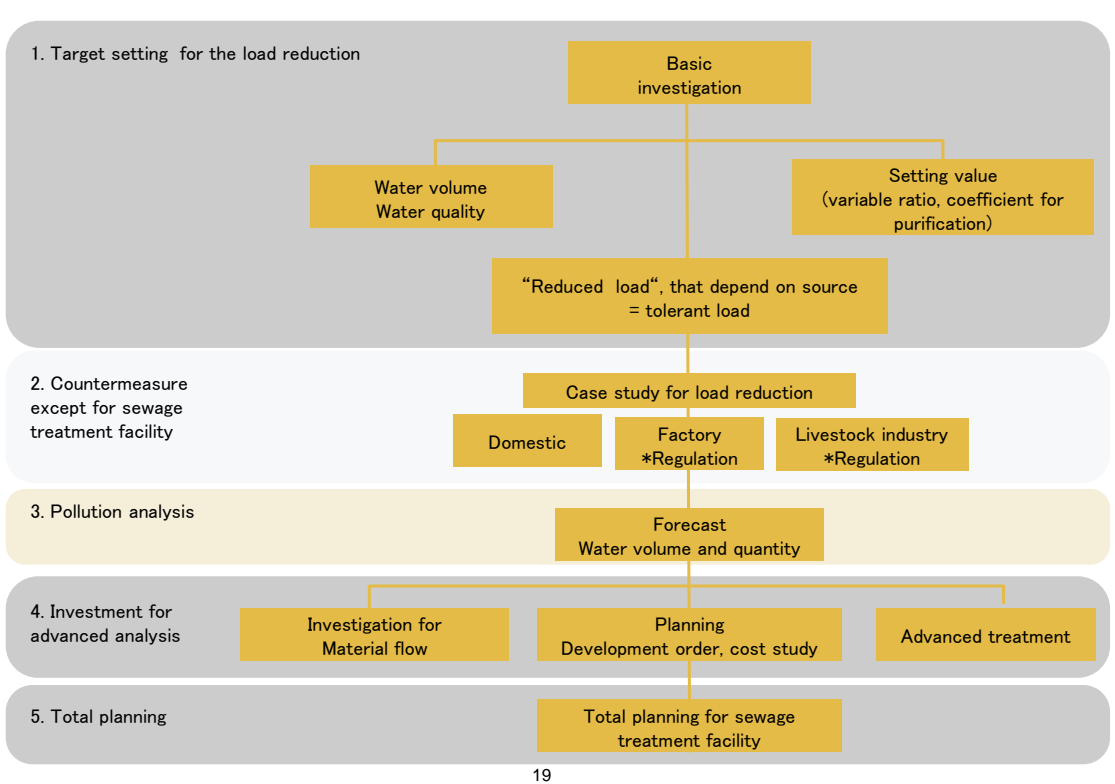 1. Target setting  for the load reduction
Basic
investigation
Water volume
Water quality
Setting value
(variable ratio, coefficient for
purification)
“Reduced  load“, that depend on source
= tolerant load
2. Countermeasure
except for sewage
treatment facility
Case study for load reduction
Domestic
Factory
*Regulation
Livestock industry
*Regulation
3. Pollution analysis
Forecast
Water volume and quantity
4. Investment for
advanced analysis
Investigation for
Material flow
Planning
Development order, cost study
Advanced treatment
5. Total planning
Total planning for sewage
treatment facility
19